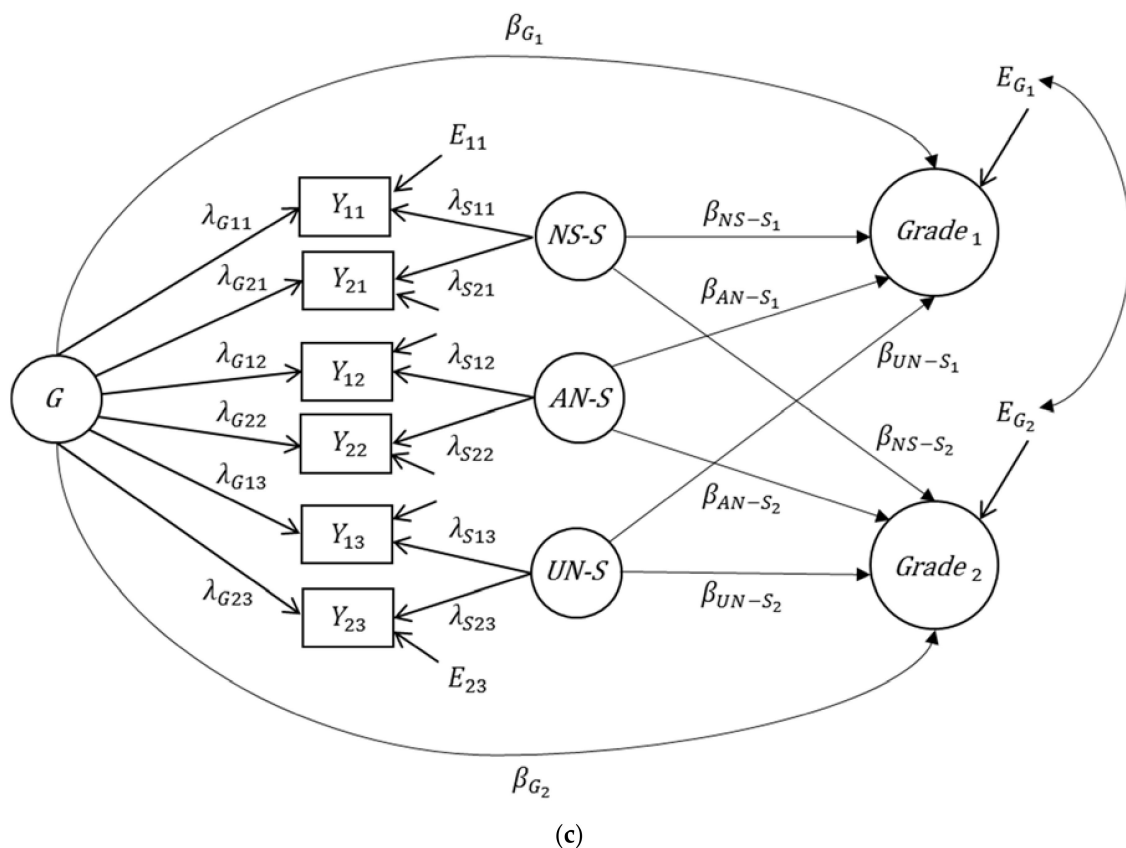 β_{G_1}
E_{G_1}
E_{11}
λ_{G11}
Y_{11}
λ_{S11}
NS-S
β_{NS−S_1}
Grade_1
λ_{G21}
Y_{21}
λ_{S21}
β_{AN−S_1}
λ_{G12}
Y_{12}
λ_{S12}
β_{UN−S_1}
G
AN-S
E_{G_2}
λ_{G22}
Y_{22}
λ_{S22}
β_{NS−S_2}
λ_{G13}
β_{AN−S_2}
Y_{13}
λ_{S13}
UN-S
Grade_2
λ_{G23}
Y_{23}
λ_{S23}
β_{UN−S_2}
E_{23}
β_{G_2}
(c)